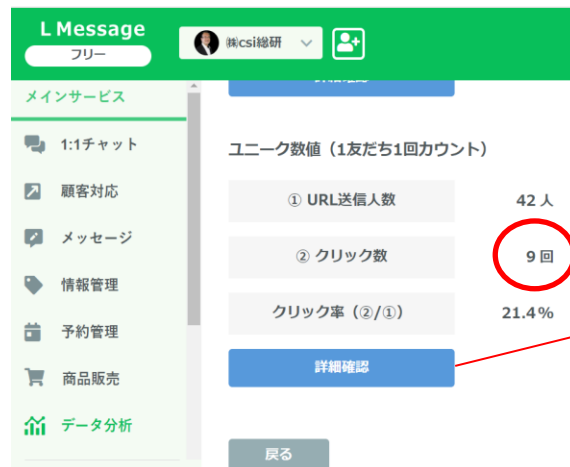 L Message
フリー
㈱csi総研
メインサービス
1:1チャット
顧客対応
メッセージ
情報管理
予約管理
商品販売
データ分析
ユニーク数値（1友だち1回カウント）
① URL送信人数 42 人
② クリック数 9 回
クリック率（②/①） 21.4%
詳細確認
戻る